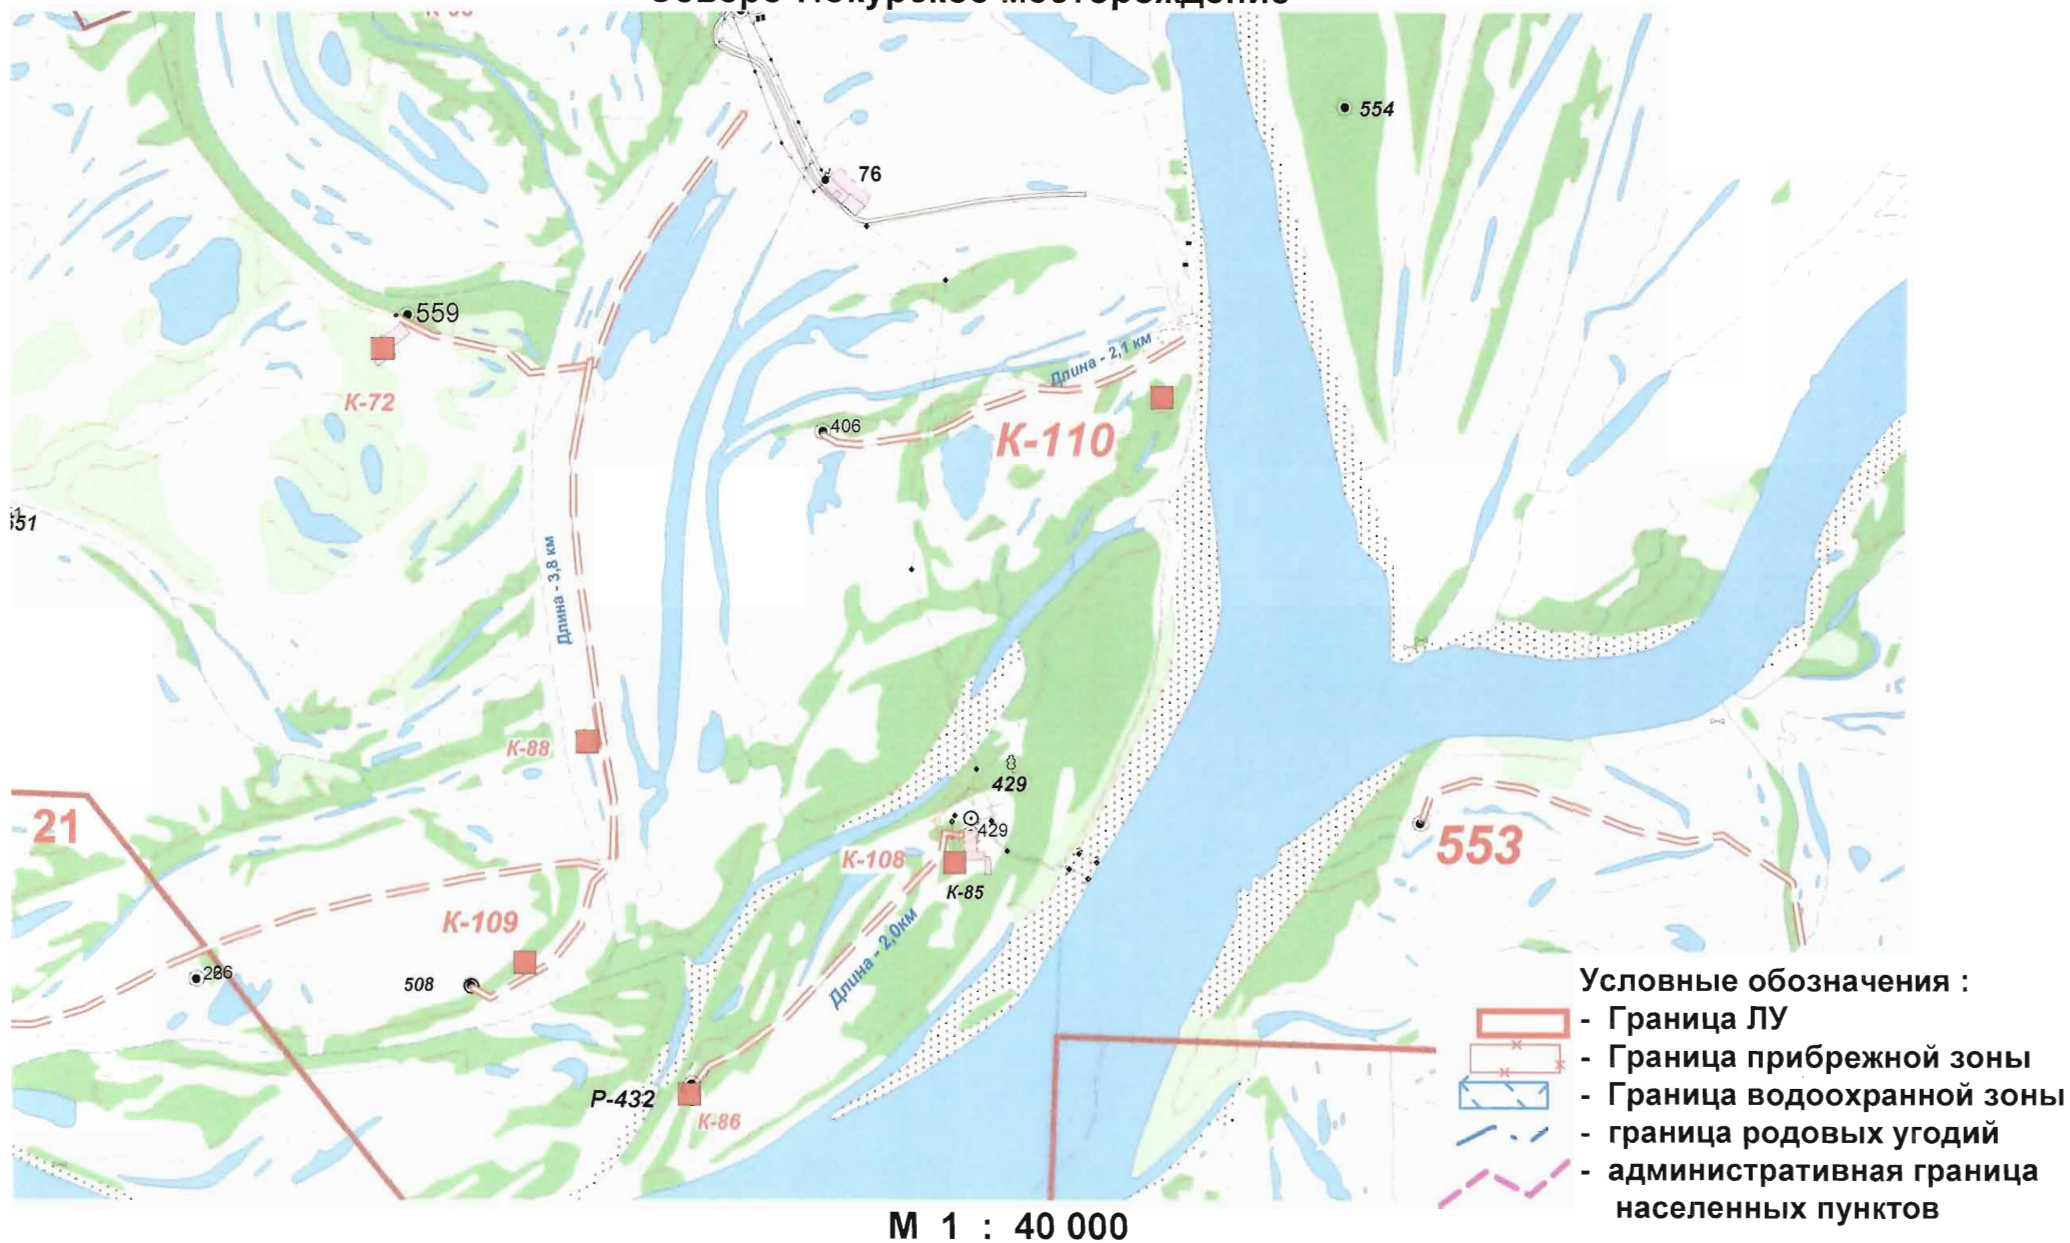 554
76
559
К-72
Длина - 2,1 км
406
К-110
Длина - 3,8 км
К-88
429
429
21
К-108
К-85
553
К-109
Длина - 2,0км
508
Р-432
К-86
Условные обозначения :
- Граница ЛУ
- Граница прибрежной зоны
- Граница водоохранной зоны
- граница родовых угодий
- административная граница
населенных пунктов
М 1 : 40 000